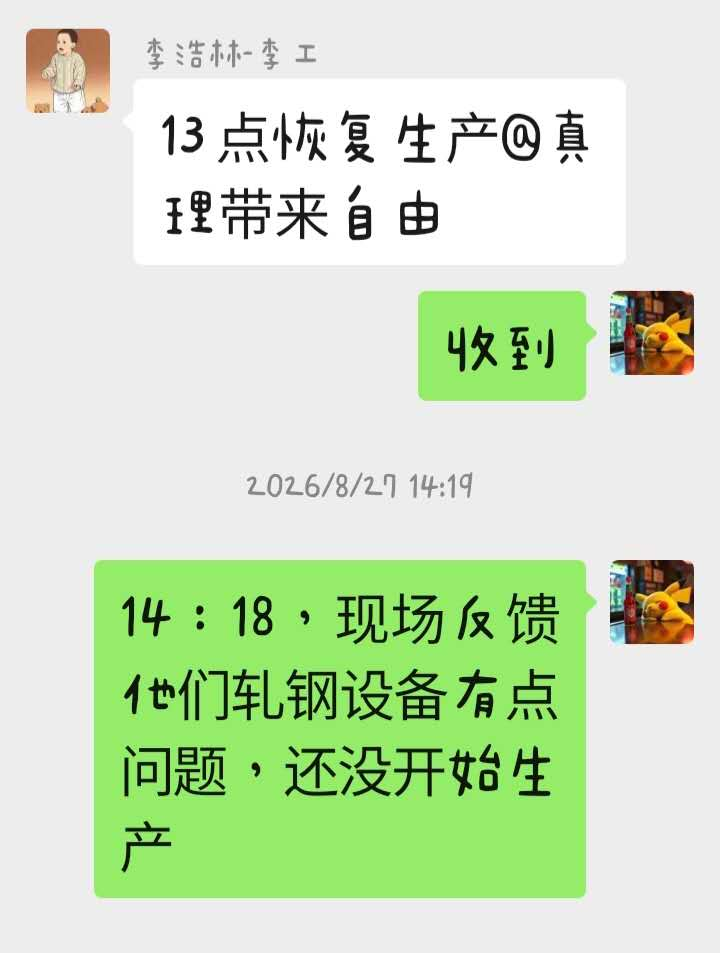 李浩林-李工
13点恢复生产@真
理带来自由
收到
2026/8/27 14:19
14：18，现场反馈
他们轧钢设备有点
问题，还没开始生
产